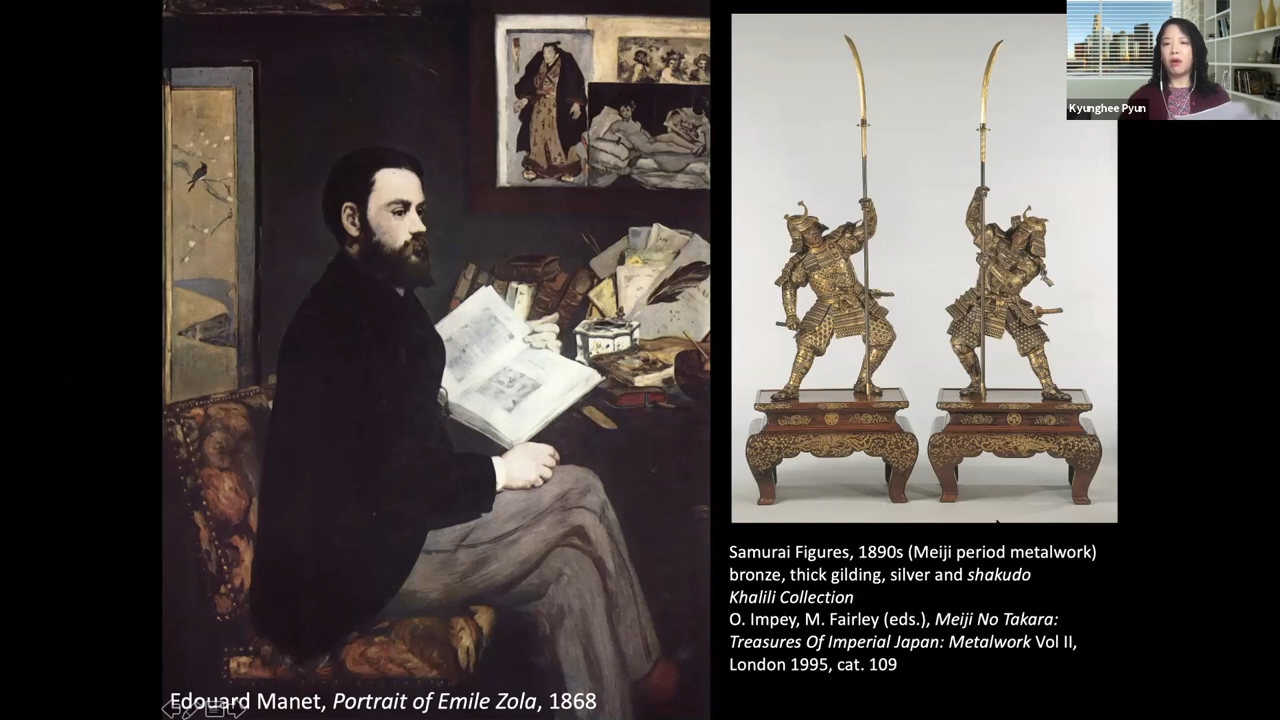 Kyunghee Pyun
Samurai Figures, 1890s (Meiji period metalwork)
bronze, thick gilding, silver and shakudo
Khalili Collection
O. Impey, M. Fairley (eds.), Meiji No Takara:
Treasures Of Imperial Japan: Metalwork Vol II,
London 1995, cat. 109
Edouard Manet, Portrait of Emile Zola, 1868